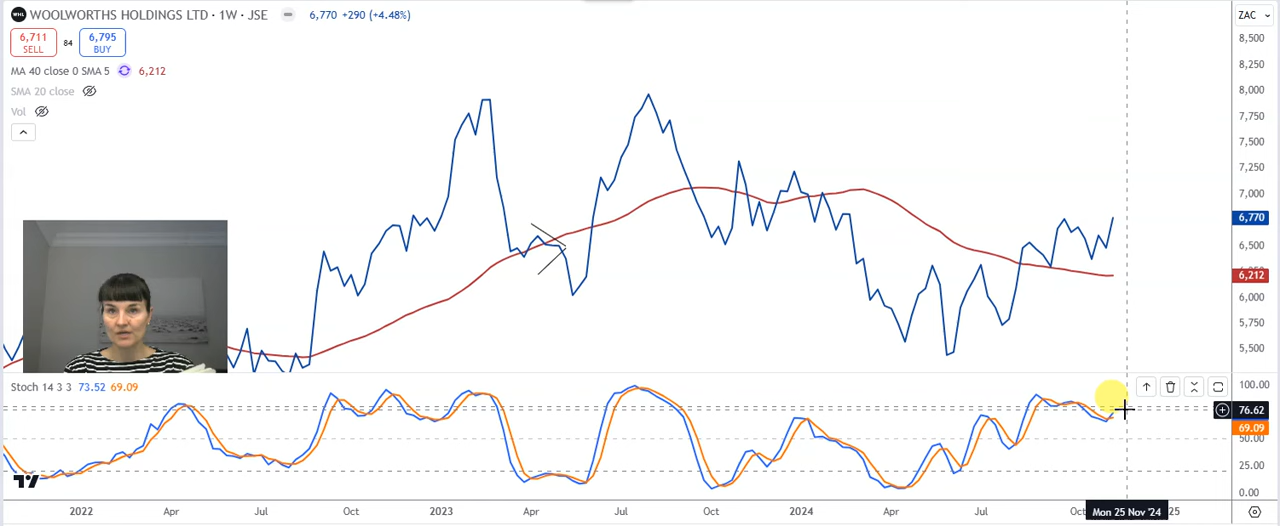 WHL WOOLWORTHS HOLDINGS LTD · 1W · JSE 6,770 +290 (+4.48%)
ZAC
6,711 SELL 84 6,795 BUY
MA 40 close 0 SMA 5 6,212
SMA 20 close
Vol
8,500
8,250
8,000
7,750
7,500
7,250
7,000
6,770
6,500
6,212
6,000
5,750
5,500
Stoch 14 3 3 73.52 69.09
100.00
76.62
69.09
50.00
25.00
0.00
2022 Apr Jul Oct 2023 Apr Jul Oct 2024 Apr Jul Oct Mon 25 Nov '24 25